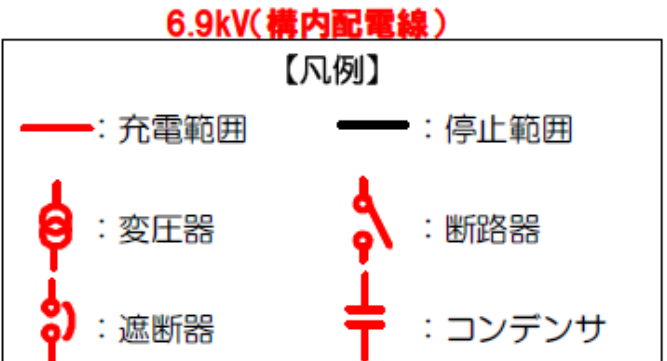 6.9kV(構内配電線)
【凡例】
：充電範囲 ：停止範囲
：変圧器 ：断路器
：遮断器 ：コンデンサ